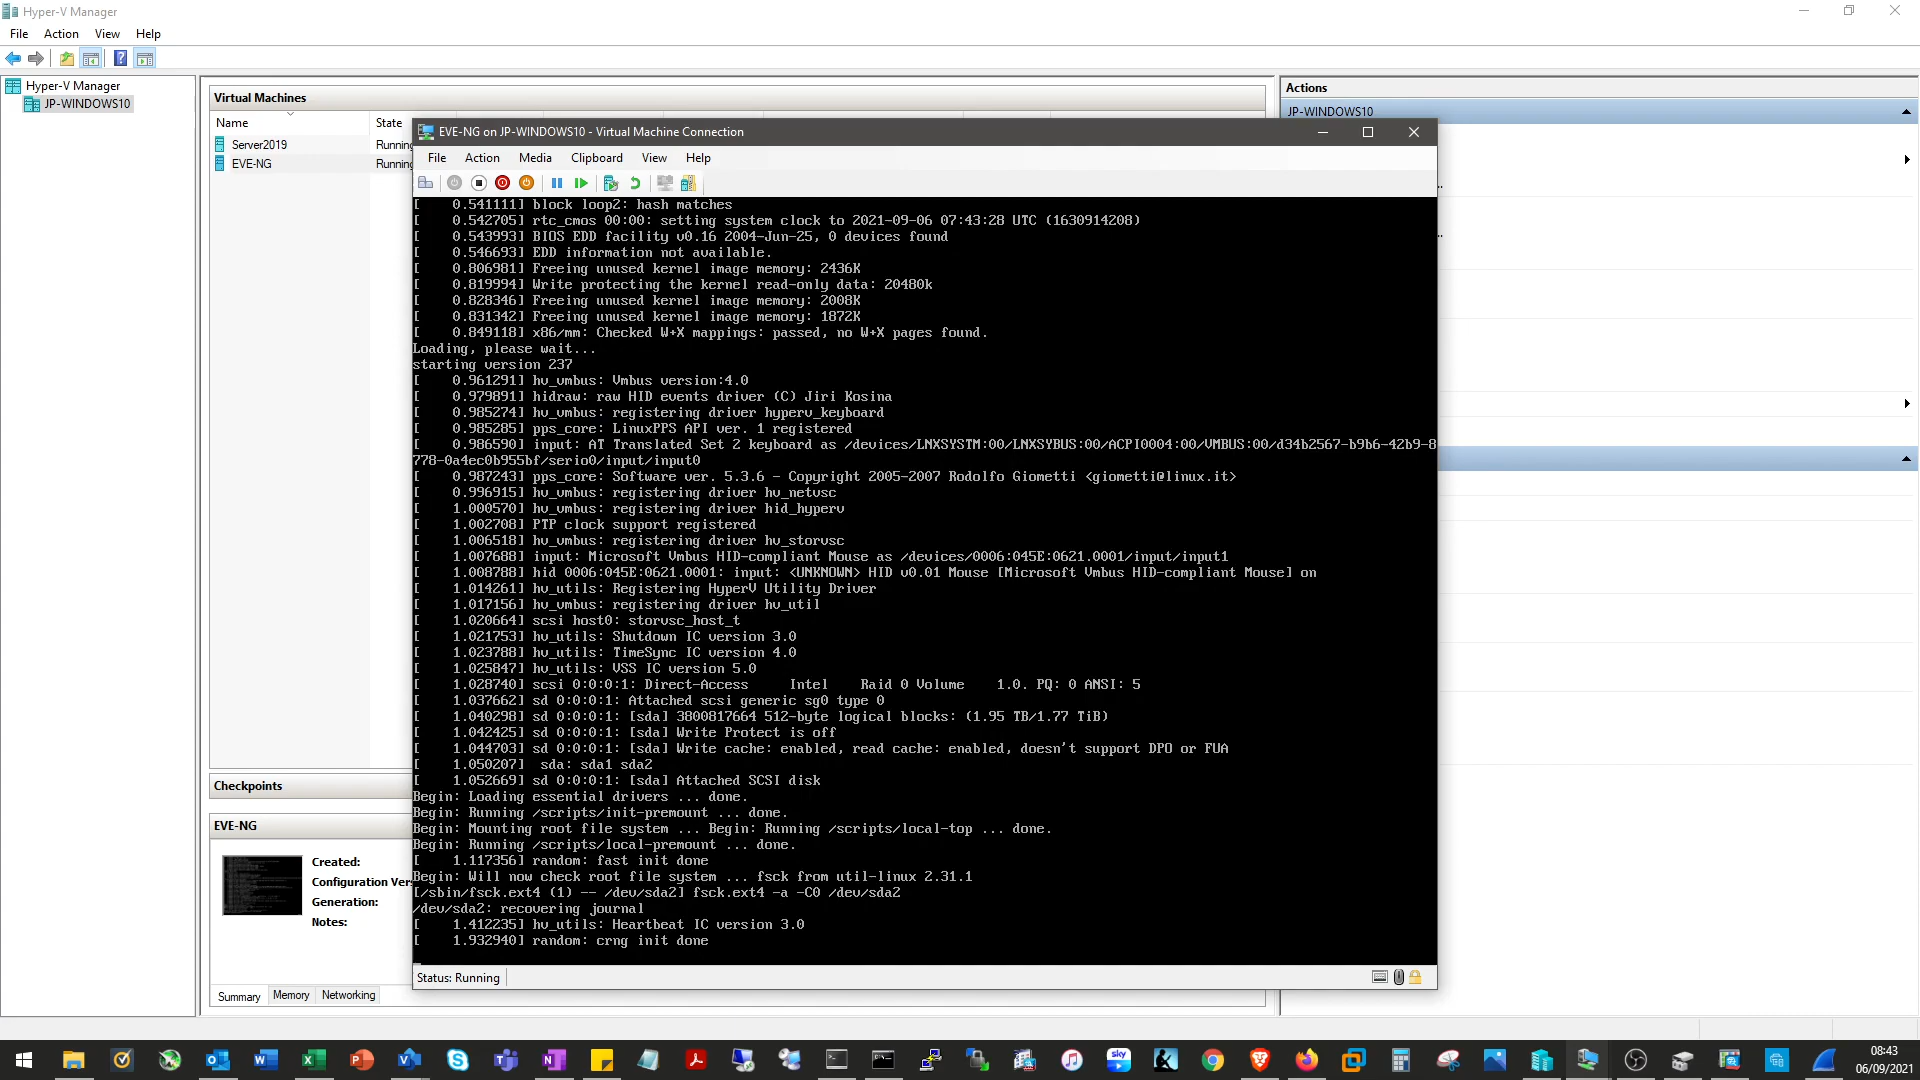 Hyper-V Manager
File Action View Help
Hyper-V Manager
JP-WINDOWS10
Virtual Machines
Name State
Server2019 Running
EVE-NG Running
Actions
JP-WINDOWS10
EVE-NG on JP-WINDOWS10 - Virtual Machine Connection
File Action Media Clipboard View Help
[    0.541111] block loop2: hash matches
[    0.542705] rtc_cmos 00:00: setting system clock to 2021-09-06 07:43:28 UTC (1630914208)
[    0.543993] BIOS EDD facility v0.16 2004-Jun-25, 0 devices found
[    0.546693] EDD information not available.
[    0.806981] Freeing unused kernel image memory: 2436K
[    0.819994] Write protecting the kernel read-only data: 20480k
[    0.828346] Freeing unused kernel image memory: 2008K
[    0.831342] Freeing unused kernel image memory: 1872K
[    0.849118] x86/mm: Checked W+X mappings: passed, no W+X pages found.
Loading, please wait...
starting version 237
[    0.961291] hv_vmbus: Vmbus version:4.0
[    0.979891] hidraw: raw HID events driver (C) Jiri Kosina
[    0.985274] hv_vmbus: registering driver hyperv_keyboard
[    0.985285] pps_core: LinuxPPS API ver. 1 registered
[    0.986590] input: AT Translated Set 2 keyboard as /devices/LNXSYSTM:00/LNXSYBUS:00/ACPI0004:00/VMBUS:00/d34b2567-b9b6-42b9-8
778-0a4ec0b955bf/serio0/input/input0
[    0.987243] pps_core: Software ver. 5.3.6 - Copyright 2005-2007 Rodolfo Giometti <giometti@linux.it>
[    0.996915] hv_vmbus: registering driver hv_netvsc
[    1.000570] hv_vmbus: registering driver hid_hyperv
[    1.002708] PTP clock support registered
[    1.006518] hv_vmbus: registering driver hv_storvsc
[    1.007688] input: Microsoft Vmbus HID-compliant Mouse as /devices/0006:045E:0621.0001/input/input1
[    1.008788] hid 0006:045E:0621.0001: input: <UNKNOWN> HID v0.01 Mouse [Microsoft Vmbus HID-compliant Mouse] on
[    1.014261] hv_utils: Registering HyperV Utility Driver
[    1.017156] hv_vmbus: registering driver hv_util
[    1.020664] scsi host0: storvsc_host_t
[    1.021753] hv_utils: Shutdown IC version 3.0
[    1.023788] hv_utils: TimeSync IC version 4.0
[    1.025847] hv_utils: VSS IC version 5.0
[    1.028740] scsi 0:0:0:1: Direct-Access     Intel    Raid 0 Volume    1.0. PQ: 0 ANSI: 5
[    1.037662] sd 0:0:0:1: Attached scsi generic sg0 type 0
[    1.040298] sd 0:0:0:1: [sda] 3800817664 512-byte logical blocks: (1.95 TB/1.77 TiB)
[    1.042425] sd 0:0:0:1: [sda] Write Protect is off
[    1.044703] sd 0:0:0:1: [sda] Write cache: enabled, read cache: enabled, doesn't support DPO or FUA
[    1.050207]  sda: sda1 sda2
[    1.052669] sd 0:0:0:1: [sda] Attached SCSI disk
Begin: Loading essential drivers ... done.
Begin: Running /scripts/init-premount ... done.
Begin: Mounting root file system ... Begin: Running /scripts/local-top ... done.
Begin: Running /scripts/local-premount ... done.
[    1.117356] random: fast init done
Begin: Will now check root file system ... fsck from util-linux 2.31.1
[/sbin/fsck.ext4 (1) -- /dev/sda2] fsck.ext4 -a -C0 /dev/sda2
/dev/sda2: recovering journal
[    1.412235] hv_utils: Heartbeat IC version 3.0
[    1.932940] random: crng init done
Status: Running
Checkpoints
EVE-NG
Created:
Configuration Ver
Generation:
Notes:
Summary Memory Networking
sky
08:43
06/09/2021